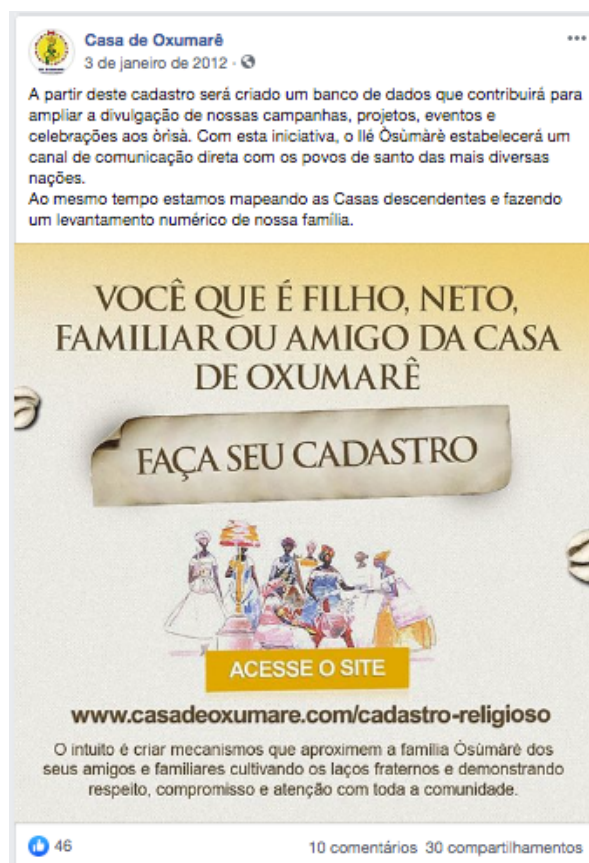 Casa de Oxumarê
3 de janeiro de 2012 ·
A partir deste cadastro será criado um banco de dados que contribuirá para
ampliar a divulgação de nossas campanhas, projetos, eventos e
celebrações aos òrìsà. Com esta iniciativa, o Ilé Òsùmàrè estabelecerá um
canal de comunicação direta com os povos de santo das mais diversas
nações.
Ao mesmo tempo estamos mapeando as Casas descendentes e fazendo
um levantamento numérico de nossa família.
VOCÊ QUE É FILHO, NETO,
FAMILIAR OU AMIGO DA CASA
DE OXUMARÊ
FAÇA SEU CADASTRO
ACESSE O SITE
www.casadeoxumare.com/cadastro-religioso
O intuito é criar mecanismos que aproximem a família Òsùmàrè dos
seus amigos e familiares cultivando os laços fraternos e demonstrando
respeito, compromisso e atenção com toda a comunidade.
46
10 comentários 30 compartilhamentos